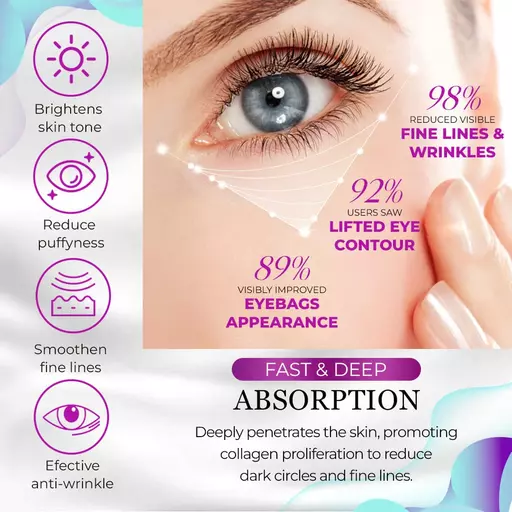 Brightens
skin tone
Reduce
puffyness
Smoothen
fine lines
Efective
anti-wrinkle
98%
REDUCED VISIBLE
FINE LINES &
WRINKLES
92%
USERS SAW
LIFTED EYE
CONTOUR
89%
VISIBLY IMPROVED
EYEBAGS
APPEARANCE
FAST & DEEP
ABSORPTION
Deeply penetrates the skin, promoting
collagen proliferation to reduce
dark circles and fine lines.